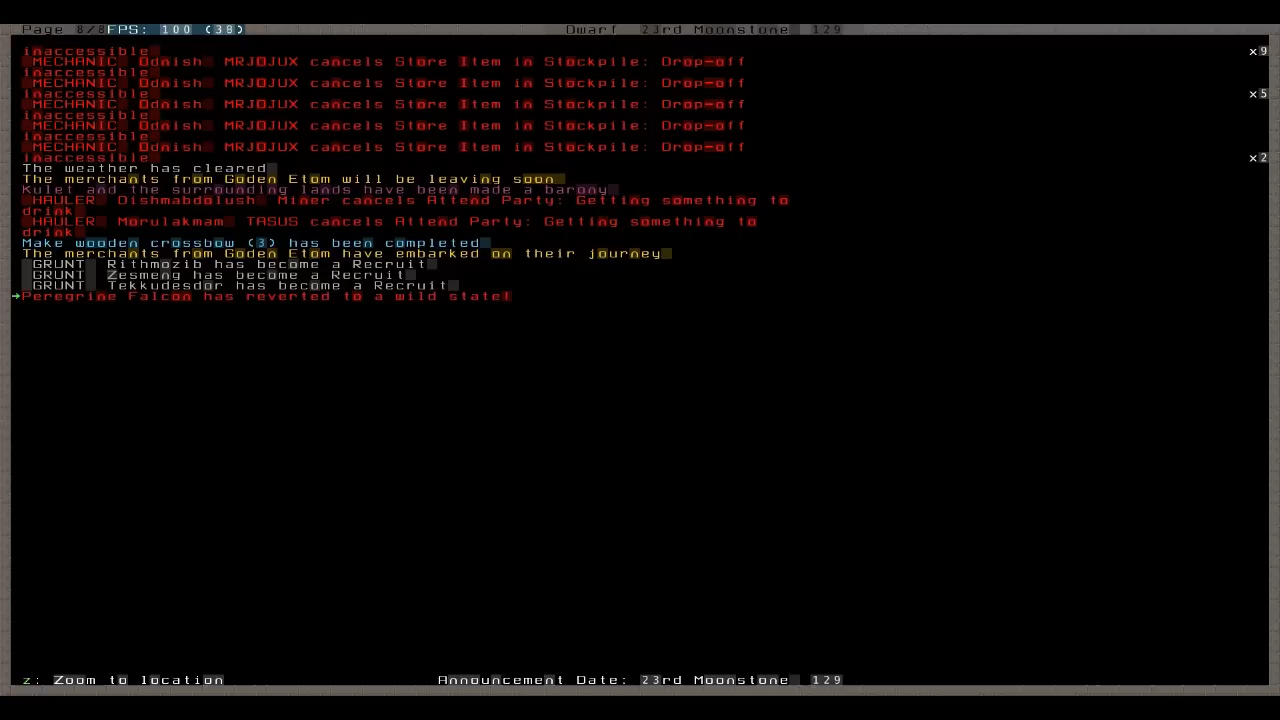 Page 8/8 FPS: 100 (38) Dwarf 23rd Moonstone 129
inaccessible x9
MECHANIC Odnish MRJOJUX cancels Store Item in Stockpile: Drop-off
inaccessible
MECHANIC Odnish MRJOJUX cancels Store Item in Stockpile: Drop-off
inaccessible x5
MECHANIC Odnish MRJOJUX cancels Store Item in Stockpile: Drop-off
inaccessible
MECHANIC Odnish MRJOJUX cancels Store Item in Stockpile: Drop-off
inaccessible
MECHANIC Odnish MRJOJUX cancels Store Item in Stockpile: Drop-off
inaccessible x2
The weather has cleared
The merchants from Goden Etom will be leaving soon
Kulet and the surrounding lands have been made a barony
HAULER Dishmabdolush Miner cancels Attend Party: Getting something to
drink
HAULER Morulakmam TASUS cancels Attend Party: Getting something to
drink
Make wooden crossbow (3) has been completed
The merchants from Goden Etom have embarked on their journey
GRUNT Rithmozib has become a Recruit
GRUNT Zesmeng has become a Recruit
GRUNT Tekkudesdor has become a Recruit
Peregrine Falcon has reverted to a wild state!
z: Zoom to location Announcement Date: 23rd Moonstone 129